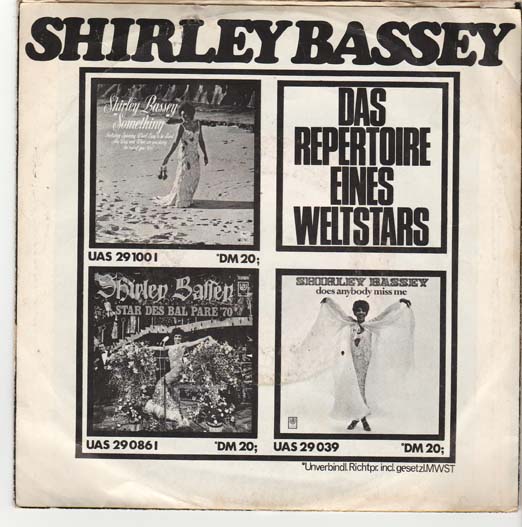 SHIRLEY BASSEY
Shirley Bassey
Something
DAS
REPERTOIRE
EINES
WELTSTARS
UAS 29100 I
*DM 20;
Shirley Bassey
STAR DES BAL PARE '70
SHIRLEY BASSEY
does anybody miss me
UAS 29086 I
*DM 20;
UAS 29039
*DM 20;
*Unverbindl. Richtpr. incl. gesetzl.MWST